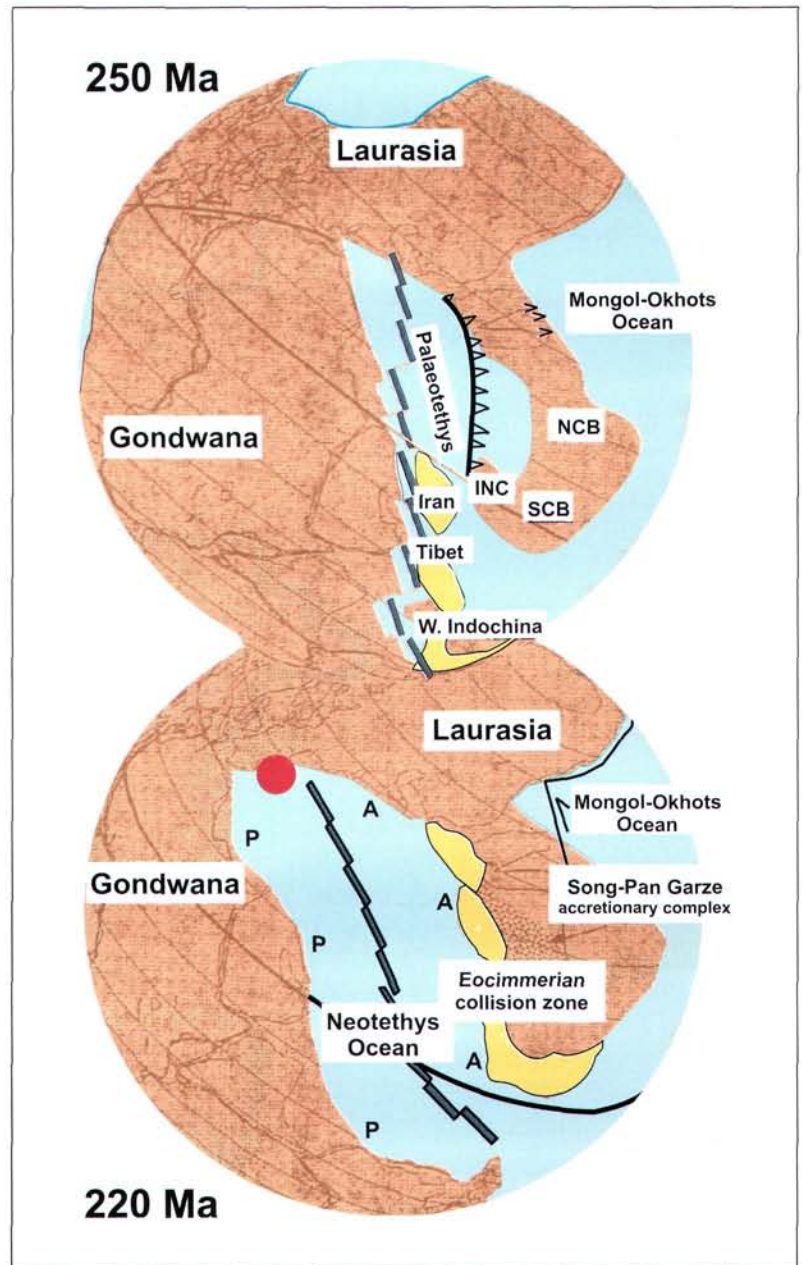 250 Ma
Laurasia
Mongol-Okhots
Ocean
Palaeotethys
Gondwana
NCB
INC
Iran
SCB
Tibet
W. Indochina
Laurasia
Mongol-Okhots
Ocean
A
P
Gondwana
Song-Pan Garze
accretionary complex
A
P
Eocimmerian
collision zone
Neotethys
Ocean
A
P
220 Ma